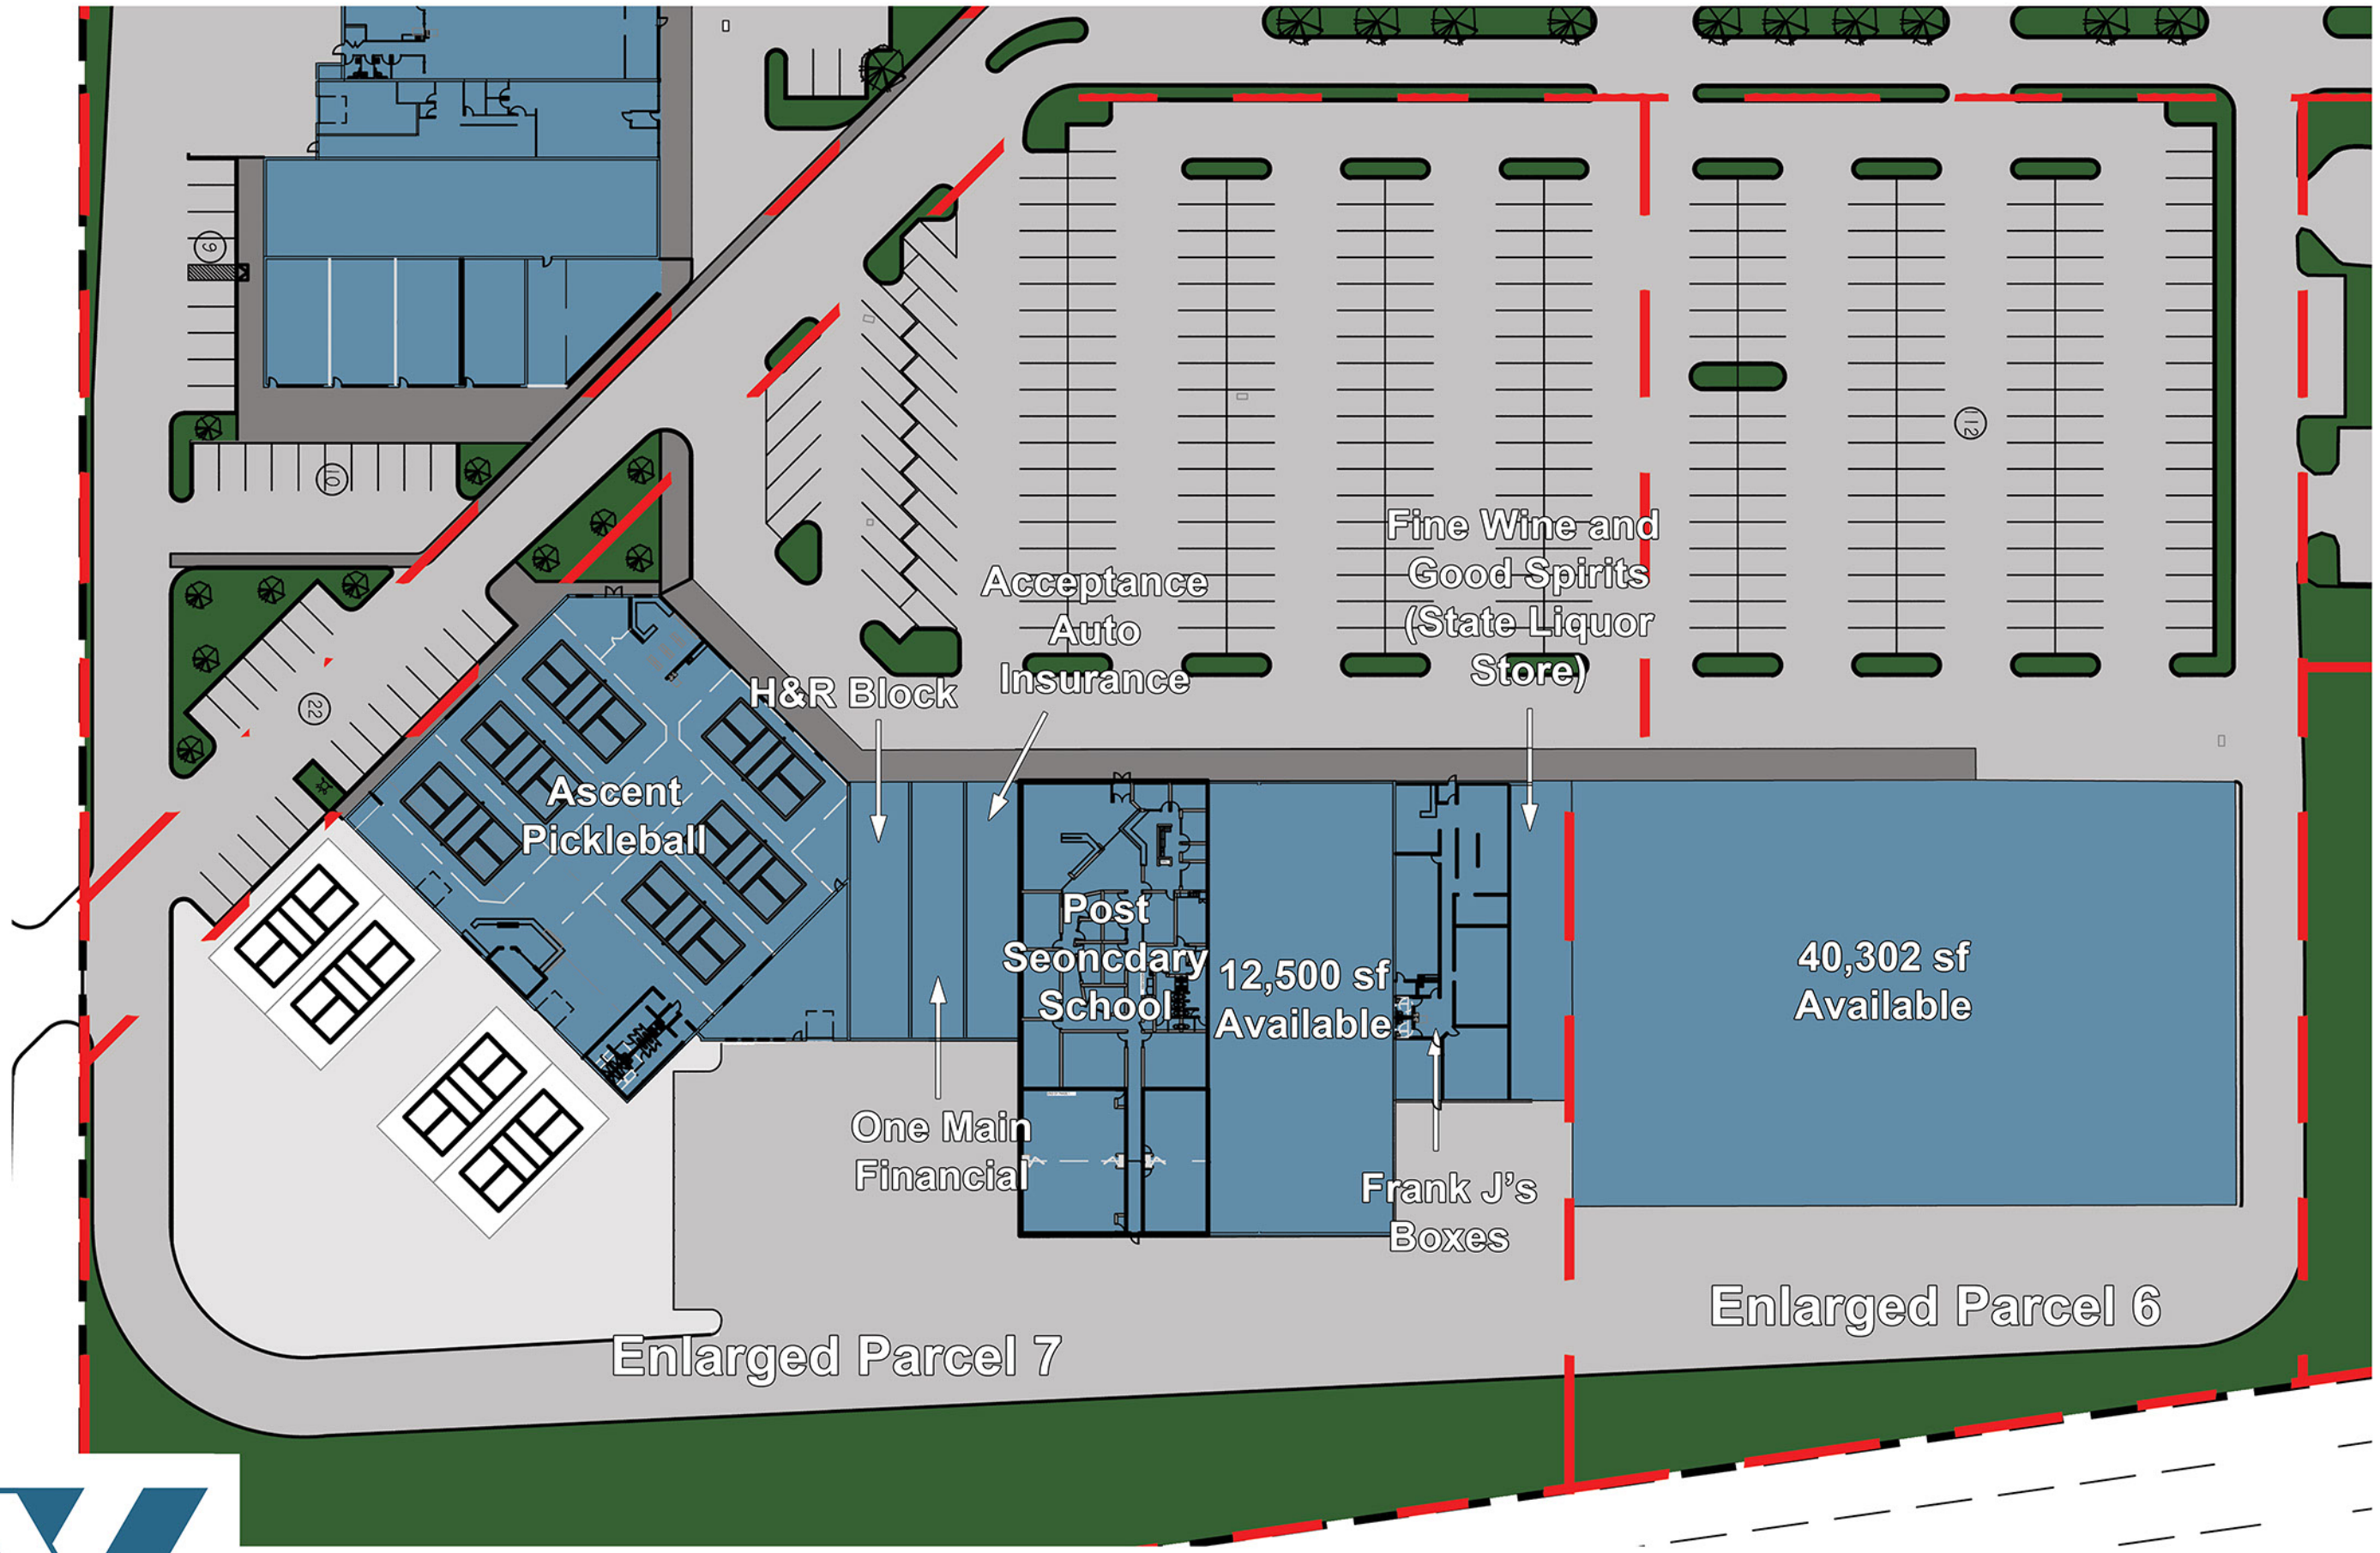 9
10
112
Fine Wine and
Good Spirits
(State Liquor
Store)
Acceptance
Auto
Insurance
H&R Block
22
Ascent
Pickleball
Post
Seoncdary
School
12,500 sf
Available
40,302 sf
Available
One Main
Financial
Frank J’s
Boxes
Enlarged Parcel 6
Enlarged Parcel 7